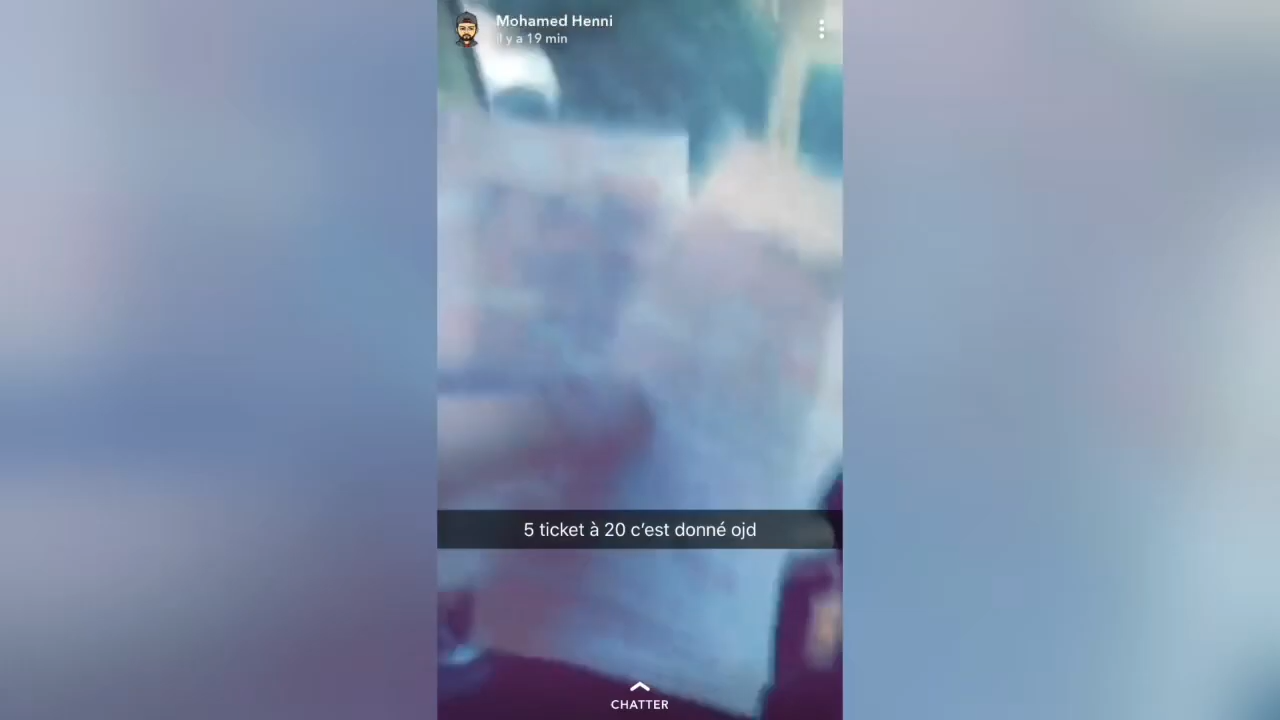 Mohamed Henni
il y a 19 min
5 ticket à 20 c’est donné ojd
CHATTER